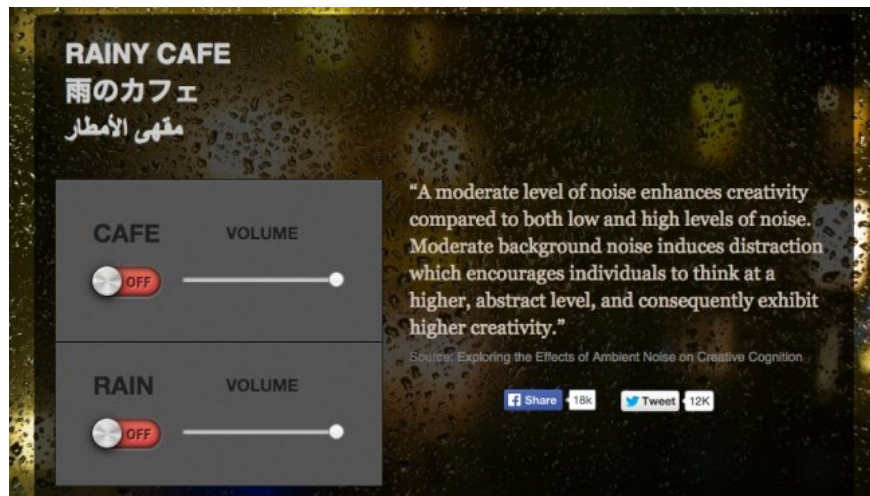 RAINY CAFE
雨のカフェ
مقهى الأمطار
CAFE
VOLUME
OFF
RAIN
VOLUME
OFF
“A moderate level of noise enhances creativity
compared to both low and high levels of noise.
Moderate background noise induces distraction
which encourages individuals to think at a
higher, abstract level, and consequently exhibit
higher creativity.”
Source: Exploring the Effects of Ambient Noise on Creative Cognition
Share 18k
Tweet 12K